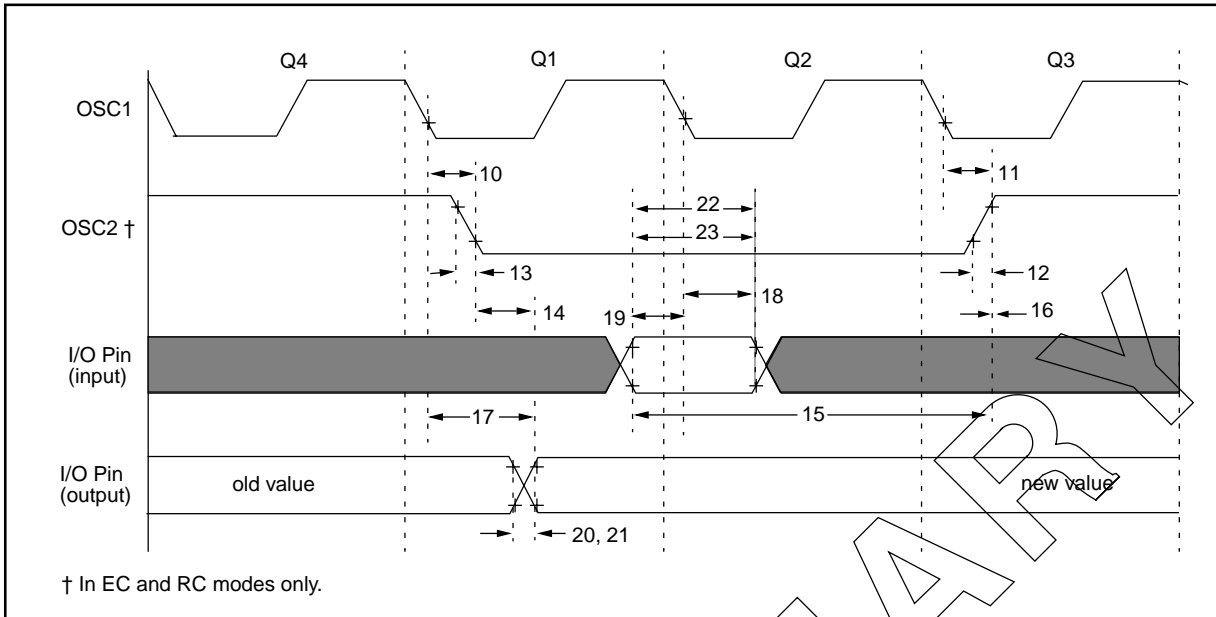 Q4 Q1 Q2 Q3
OSC1
10 11
22
OSC2 †
23
13 12
18
14 19 16
I/O Pin
(input)
15
17
I/O Pin
(output)
old value new value
20, 21
† In EC and RC modes only.
A R Y